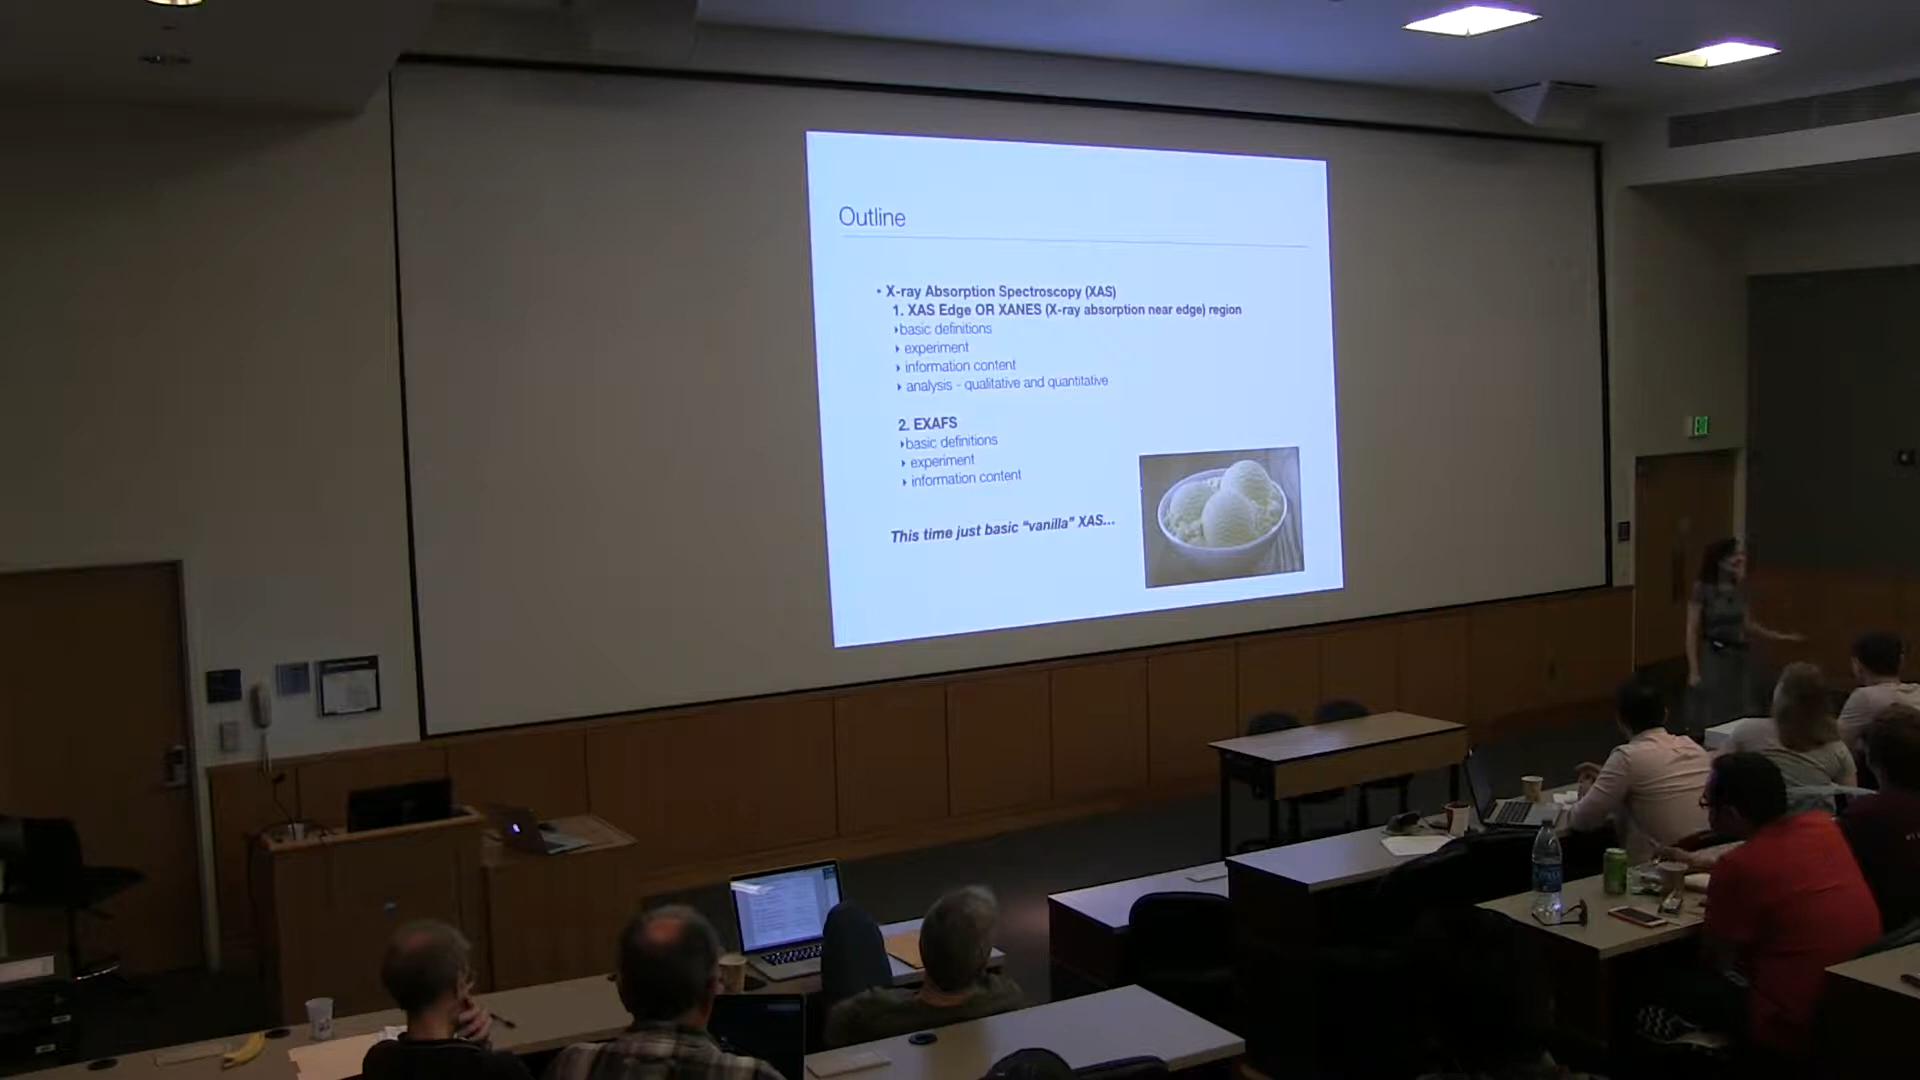 Outline
• X-ray Absorption Spectroscopy (XAS)
1. XAS Edge OR XANES (X-ray absorption near edge) region
‣basic definitions
‣ experiment
‣ information content
‣ analysis - qualitative and quantitative
2. EXAFS
‣basic definitions
‣ experiment
‣ information content
This time just basic "vanilla" XAS...